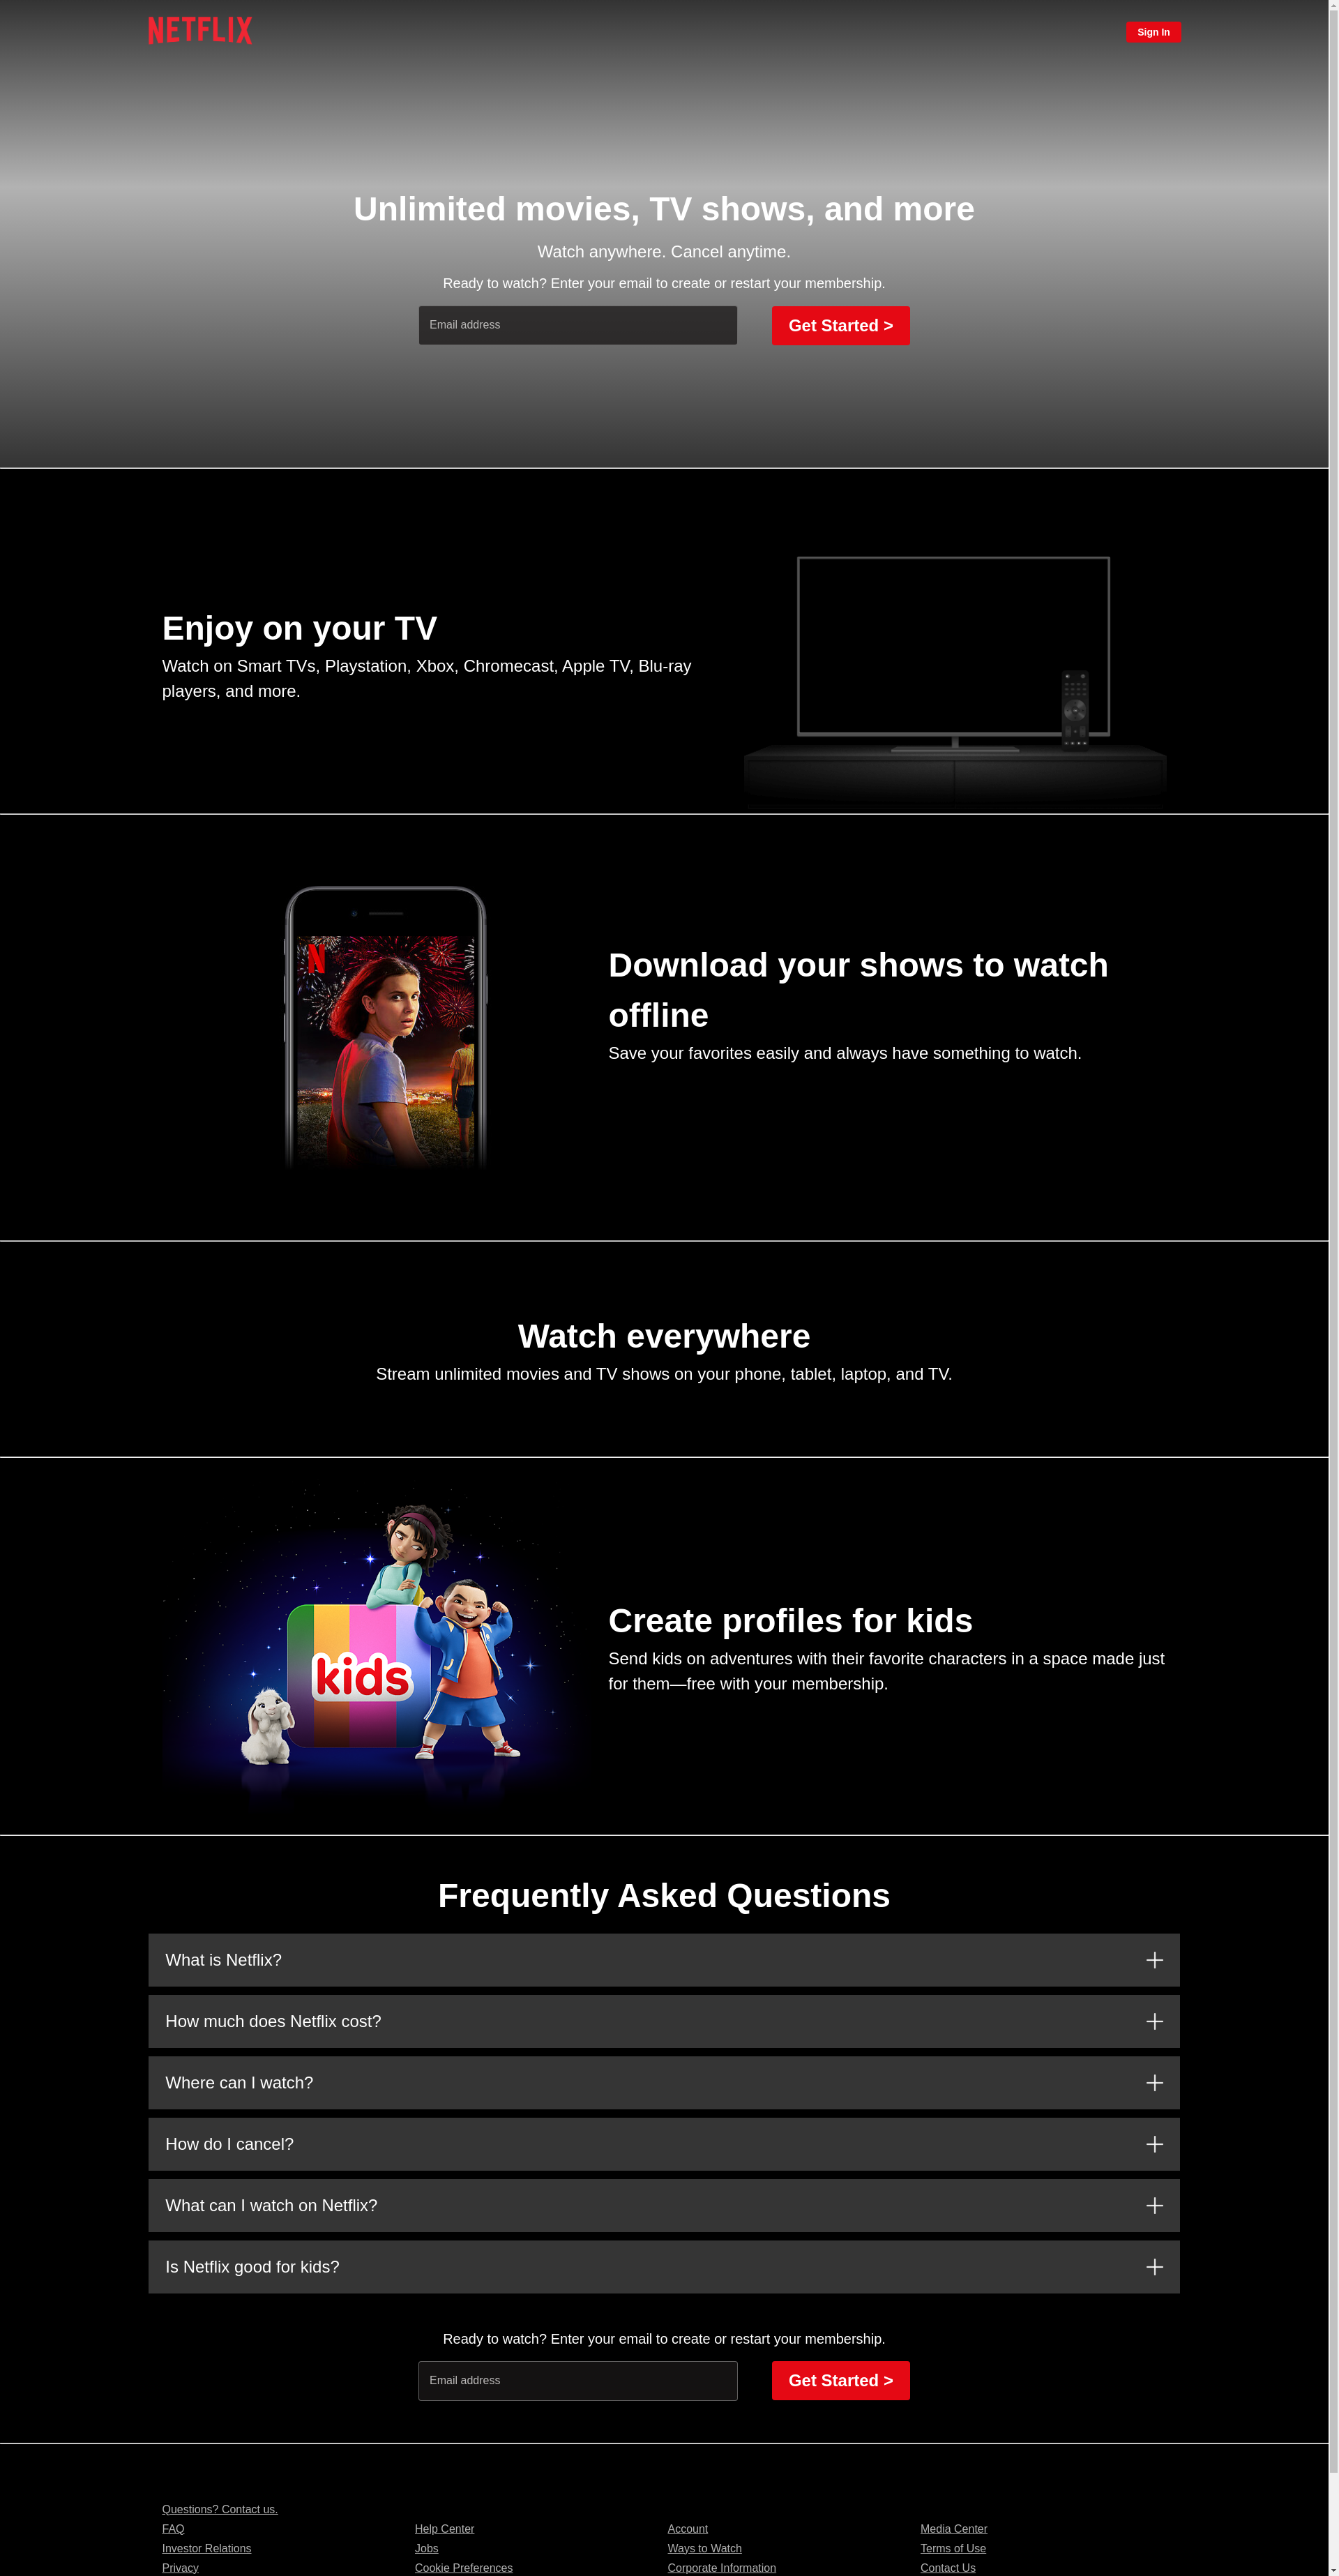 NETFLIX
Sign In
Unlimited movies, TV shows, and more
Watch anywhere. Cancel anytime.
Ready to watch? Enter your email to create or restart your membership.
Email address
Get Started >
Enjoy on your TV
Watch on Smart TVs, Playstation, Xbox, Chromecast, Apple TV, Blu-ray
players, and more.
N
Download your shows to watch
offline
Save your favorites easily and always have something to watch.
Watch everywhere
Stream unlimited movies and TV shows on your phone, tablet, laptop, and TV.
kids
Create profiles for kids
Send kids on adventures with their favorite characters in a space made just
for them—free with your membership.
Frequently Asked Questions
What is Netflix?
How much does Netflix cost?
Where can I watch?
How do I cancel?
What can I watch on Netflix?
Is Netflix good for kids?
Ready to watch? Enter your email to create or restart your membership.
Email address
Get Started >
Questions? Contact us.
FAQ
Help Center
Account
Media Center
Investor Relations
Jobs
Ways to Watch
Terms of Use
Privacy
Cookie Preferences
Corporate Information
Contact Us